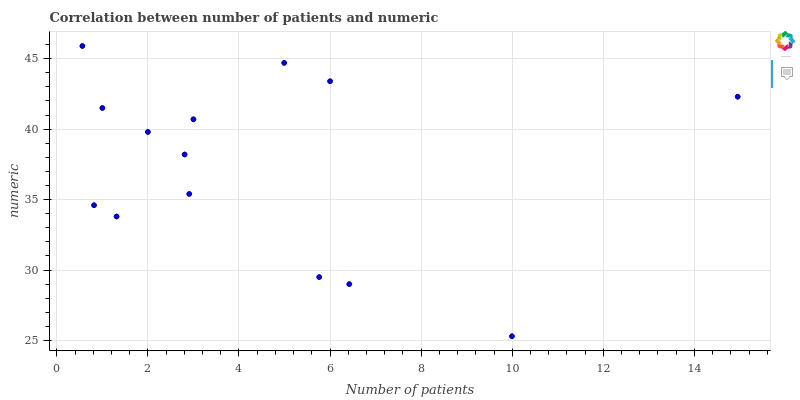 Correlation between number of patients and numeric
45
40
35
30
25
numeric
0 2 4 6 8 10 12 14
Number of patients